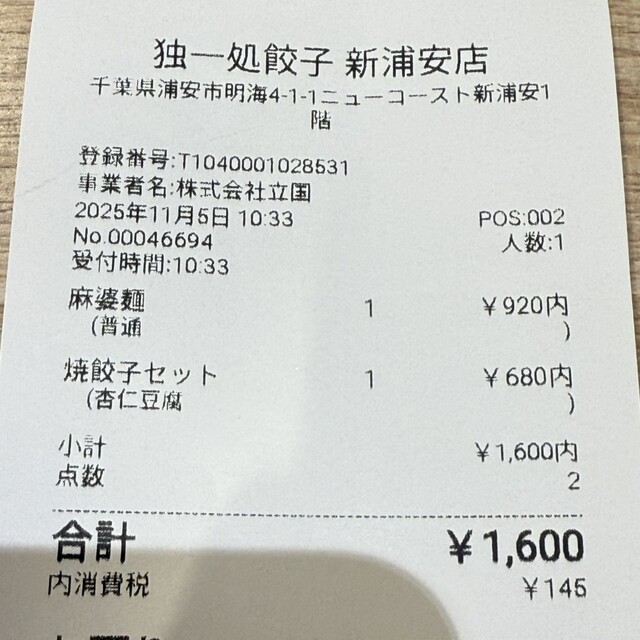 独一処餃子 新浦安店
千葉県浦安市明海4-1-1ニューコースト新浦安1
階
登録番号:T1040001028531
事業者名:株式会社立国
2025年11月5日 10:33 POS:002
No.00046694 人数:1
受付時間:10:33
麻婆麺 1 ¥920内
(普通 )
焼餃子セット 1 ¥680内
(杏仁豆腐 )
小計 ¥1,600内
点数 2
合計 ¥1,600
内消費税 ¥145